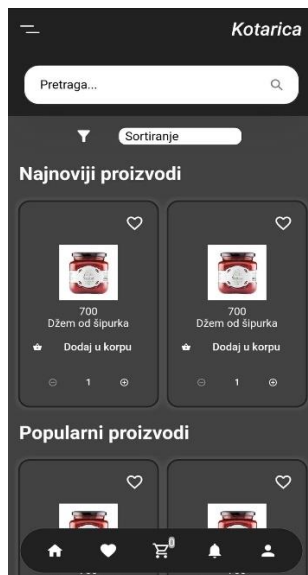 Kotarica
Pretraga...
Sortiranje
Najnoviji proizvodi
700
Džem od šipurka
Dodaj u korpu
1
700
Džem od šipurka
Dodaj u korpu
1
Popularni proizvodi
0